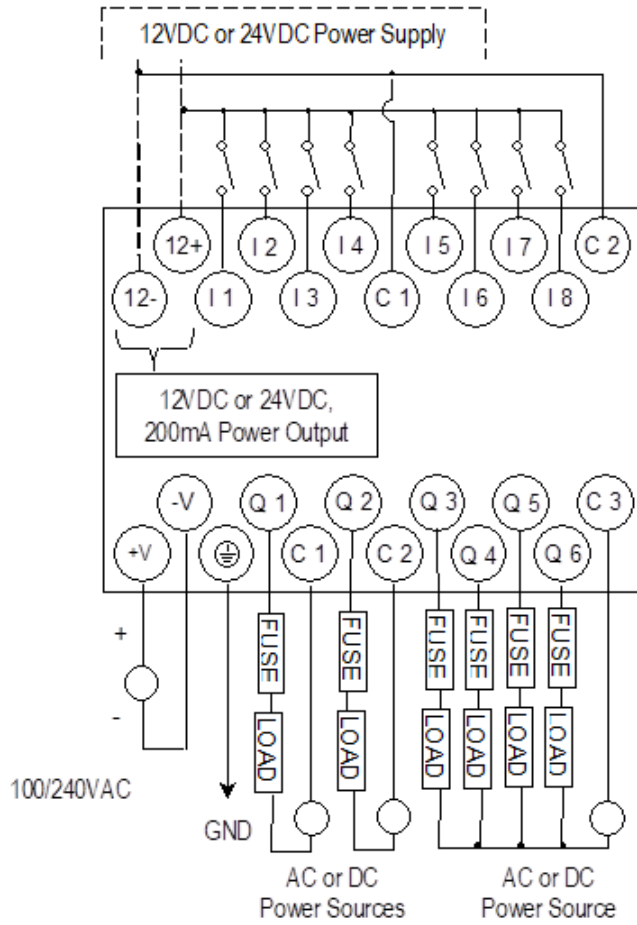 12VDC or 24VDC Power Supply
12+ I 2 I 4 I 5 I 7 C 2
12- I 1 I 3 C 1 I 6 I 8
12VDC or 24VDC,
200mA Power Output
-V Q 1 Q 2 Q 3 Q 5 C 3
+V C 1 C 2 Q 4 Q 6
+
FUSE FUSE FUSE FUSE FUSE FUSE
-
LOAD LOAD LOAD LOAD LOAD LOAD
100/240VAC
GND
AC or DC
Power Sources
AC or DC
Power Source